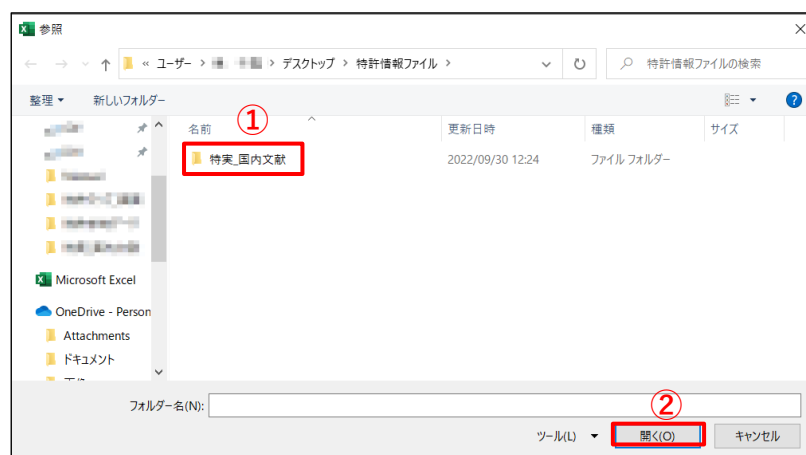 参照
« ユーザー › › デスクトップ › 特許情報ファイル ›
特許情報ファイルの検索
整理 新しいフォルダー
①
名前 更新日時 種類 サイズ
特実_国内文献 2022/09/30 12:24 ファイル フォルダー
Microsoft Excel
OneDrive - Person
Attachments
ドキュメント
フォルダー名(N):
②
ツール(L) 開く(O) キャンセル